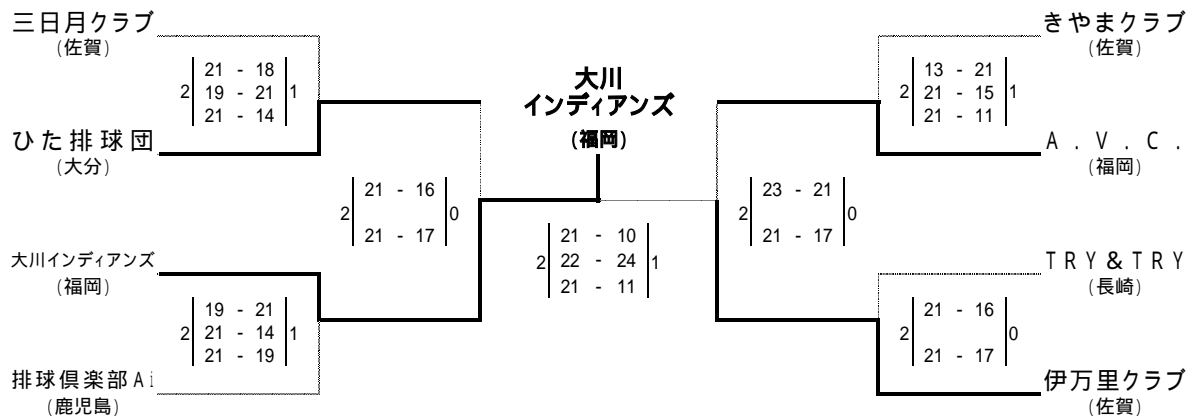 三日月クラブ
(佐賀)
2 21 - 18 1
19 - 21
21 - 14
ひた排球団
(大分)
2 21 - 16 0
21 - 17
大川インディアンズ
(福岡)
2 19 - 21 1
21 - 14
21 - 19
排球倶楽部Ai
(鹿児島)
大川
インディアンズ
(福岡)
2 21 - 10 1
22 - 24
21 - 11
きやまクラブ
(佐賀)
2 13 - 21 1
21 - 15
21 - 11
A.V.C.
(福岡)
2 23 - 21 0
21 - 17
TRY&TRY
(長崎)
2 21 - 16 0
21 - 17
伊万里クラブ
(佐賀)